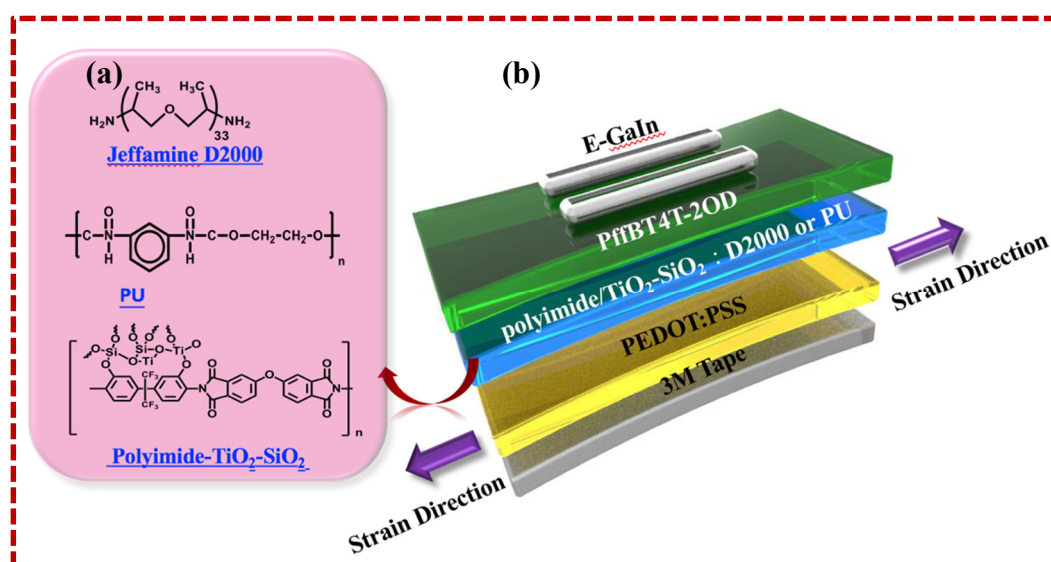 (a)
CH₃ H₃C
H₂N ( O ) NH₂
33
Jeffamine D2000
O O
C—N N—C—O—CH₂—CH₂—O
H H
n
PU
O O Si O Si O Ti O Ti O
O O
CF₃
CF₃
O O O O
N O N
O O
n
Polyimide-TiO₂-SiO₂
(b)
E-GaIn
PffBT4T-2OD
polyimide/TiO₂-SiO₂ : D2000 or PU
PEDOT:PSS
3M Tape
Strain Direction
Strain Direction